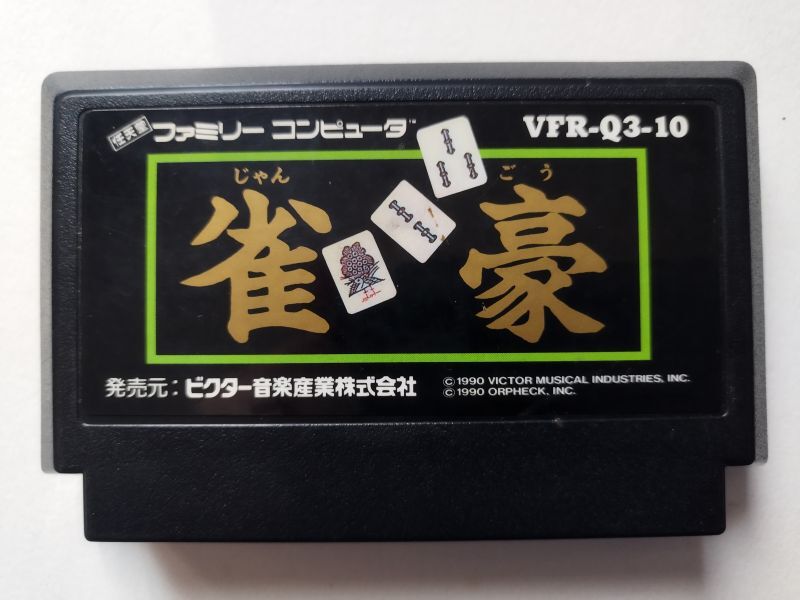 任天堂 ファミリー コンピュータ™ VFR-Q3-10
じゃん ごう
雀豪
発売元：ビクター音楽産業株式会社
© 1990 VICTOR MUSICAL INDUSTRIES, INC.
© 1990 ORPHECK, INC.